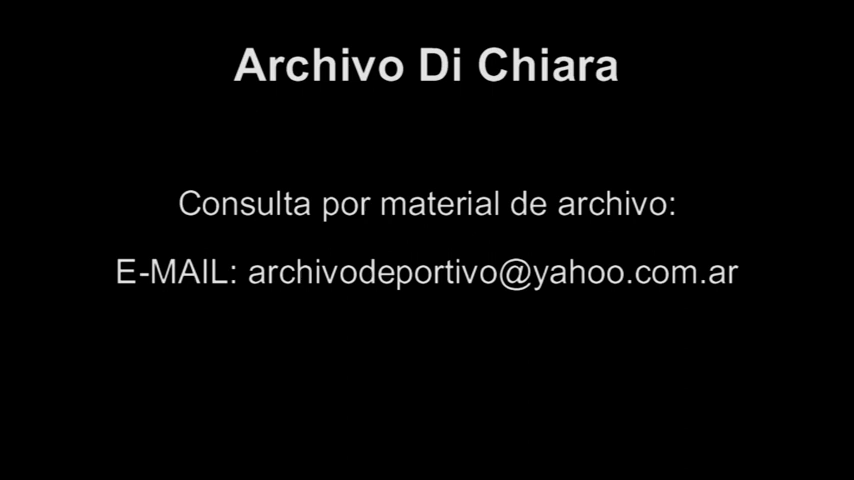 Archivo Di Chiara
Consulta por material de archivo:
E-MAIL: archivodeportivo@yahoo.com.ar